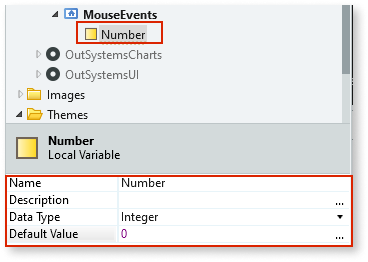 MouseEvents
Number
OutSystemsCharts
OutSystemsUI
Images
Themes
Number
Local Variable
Name Number
Description ...
Data Type Integer
Default Value 0 ...